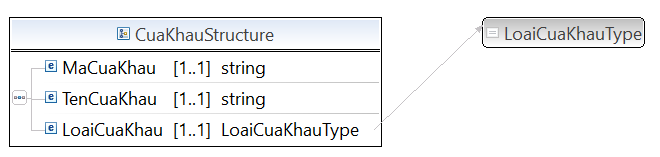 CuaKhauStructure
LoaiCuaKhauType
MaCuaKhau [1..1] string
TenCuaKhau [1..1] string
LoaiCuaKhau [1..1] LoaiCuaKhauType